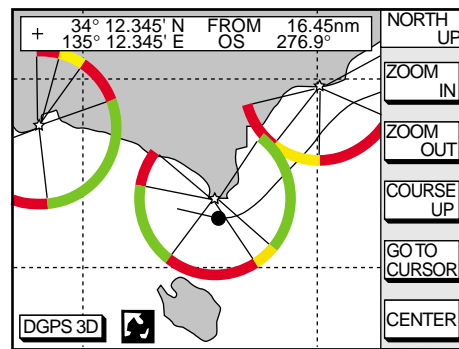 + 34° 12.345' N FROM 16.45nm
135° 12.345' E OS 276.9°
NORTH
UP
ZOOM
IN
ZOOM
OUT
COURSE
UP
GO TO
CURSOR
CENTER
DGPS 3D